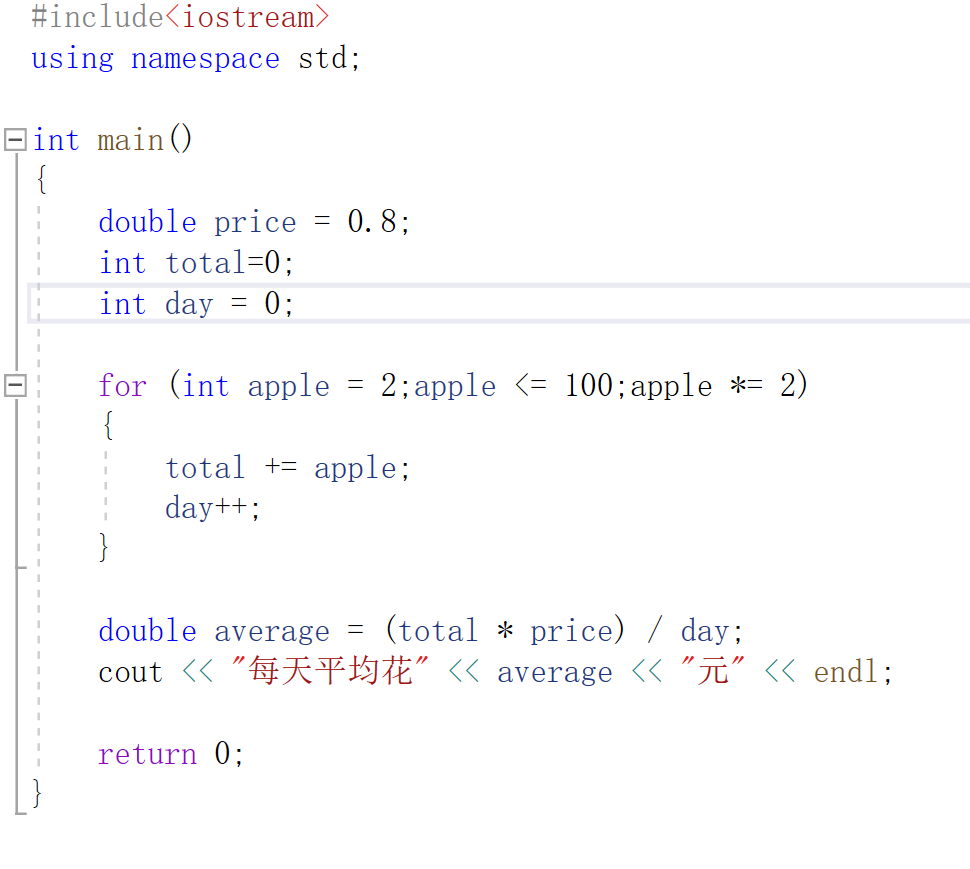 #include<iostream>
using namespace std;
int main()
{
double price = 0.8;
int total=0;
int day = 0;
for (int apple = 2;apple <= 100;apple *= 2)
{
total += apple;
day++;
}
double average = (total * price) / day;
cout << "每天平均花" << average << "元" << endl;
return 0;
}